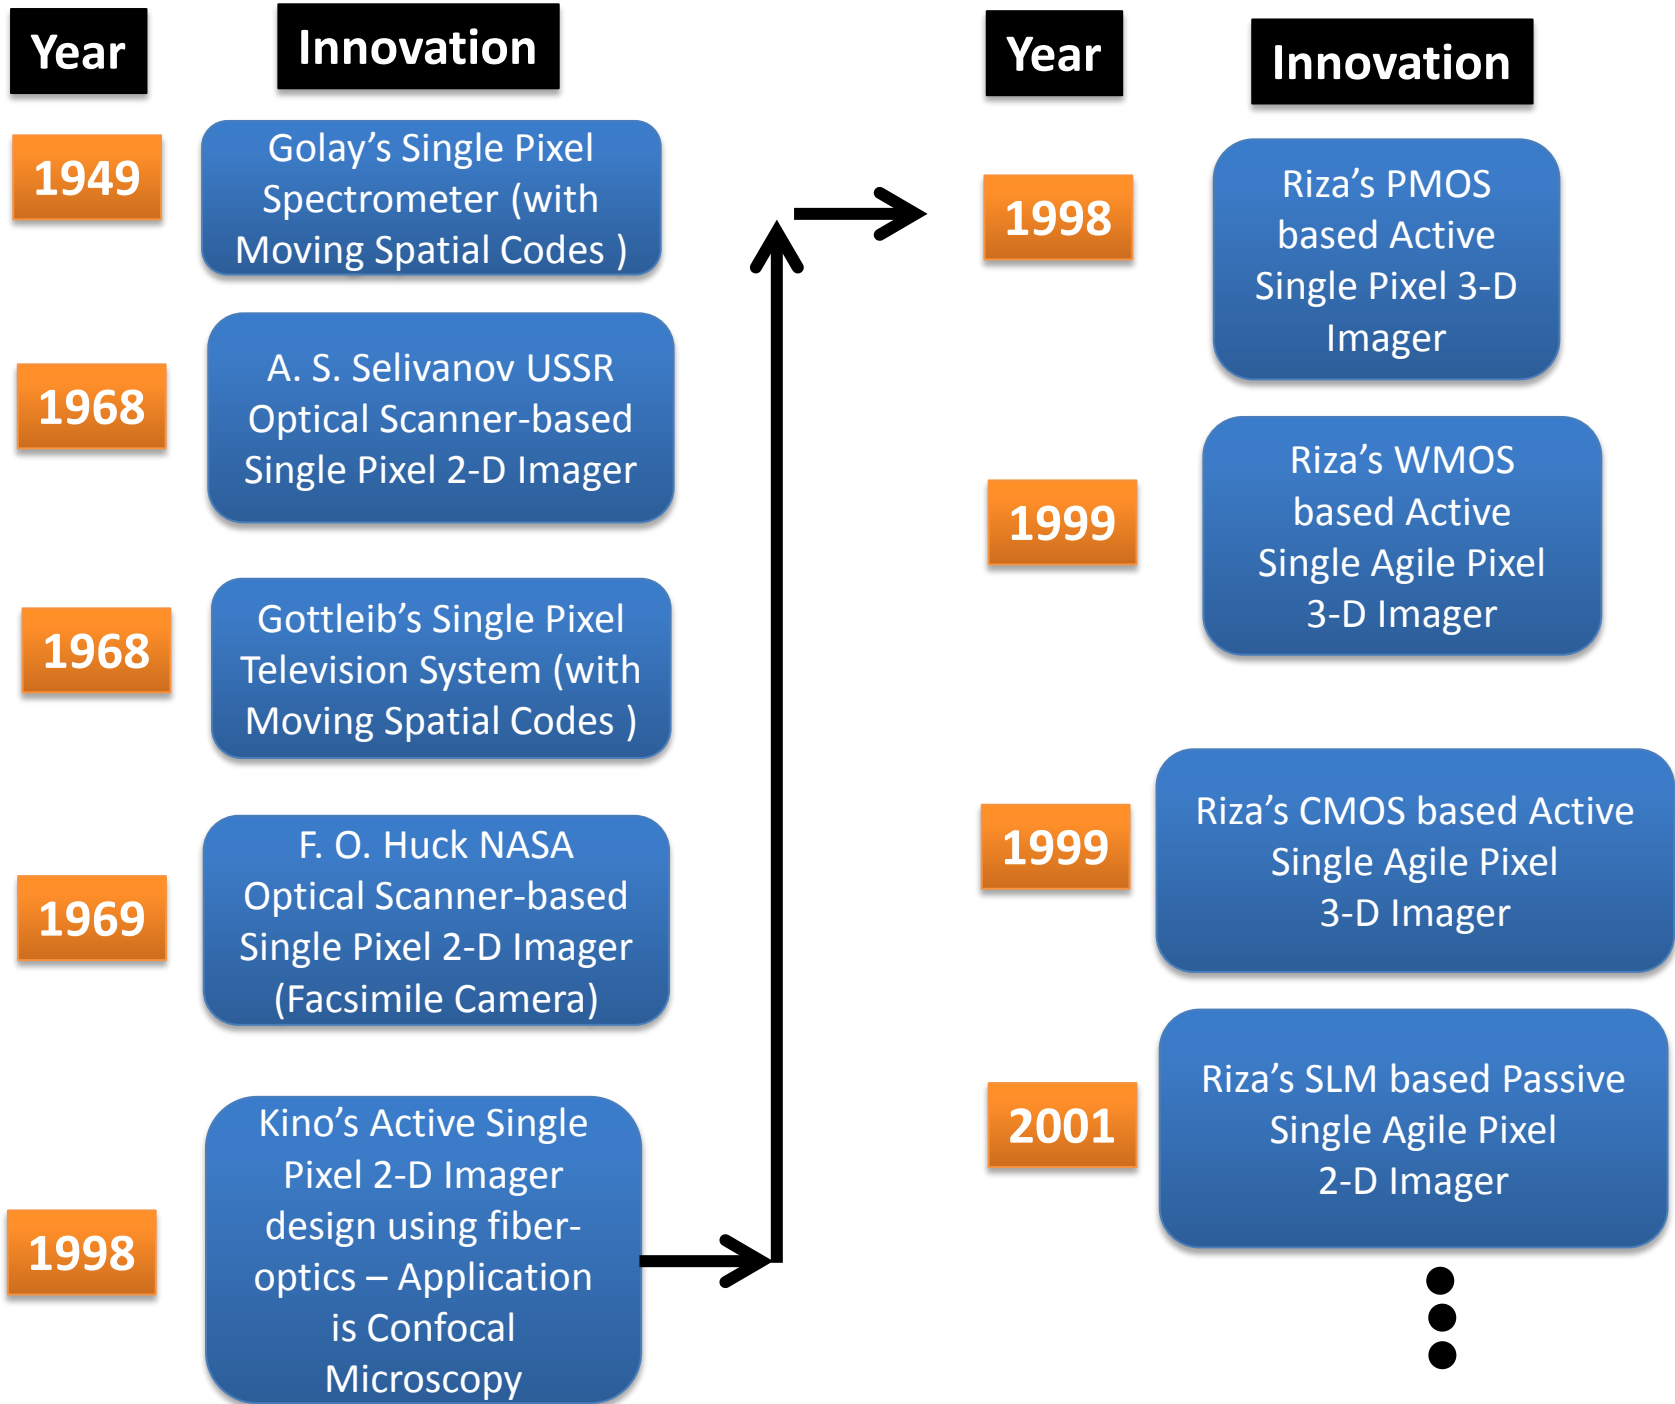 Year
Innovation
1949
Golay’s Single Pixel
Spectrometer (with
Moving Spatial Codes )
1968
A. S. Selivanov USSR
Optical Scanner-based
Single Pixel 2-D Imager
1968
Gottleib’s Single Pixel
Television System (with
Moving Spatial Codes )
1969
F. O. Huck NASA
Optical Scanner-based
Single Pixel 2-D Imager
(Facsimile Camera)
1998
Kino’s Active Single
Pixel 2-D Imager
design using fiber-
optics – Application
is Confocal
Microscopy
Year
Innovation
1998
Riza’s PMOS
based Active
Single Pixel 3-D
Imager
1999
Riza’s WMOS
based Active
Single Agile Pixel
3-D Imager
1999
Riza’s CMOS based Active
Single Agile Pixel
3-D Imager
2001
Riza’s SLM based Passive
Single Agile Pixel
2-D Imager